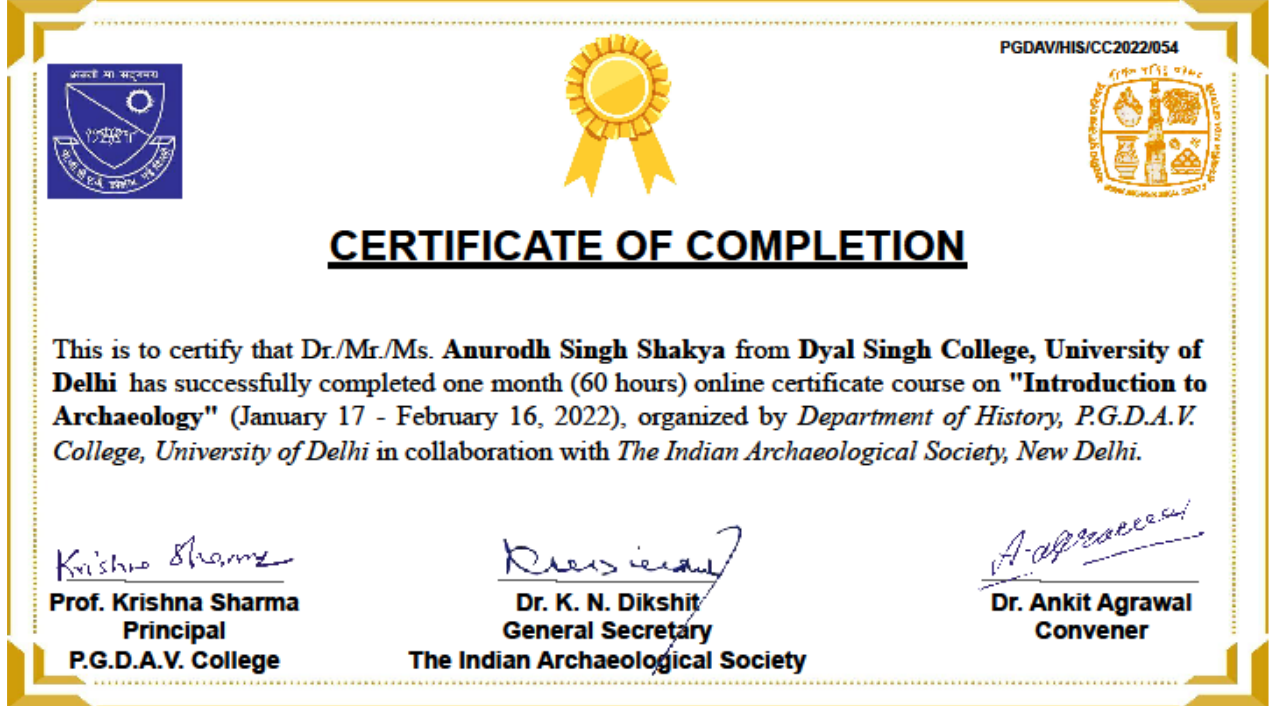 PGDAV/HIS/CC2022/054
असतो मा सद्गमय
CERTIFICATE OF COMPLETION
This is to certify that Dr./Mr./Ms. Anurodh Singh Shakya from Dyal Singh College, University of
Delhi has successfully completed one month (60 hours) online certificate course on "Introduction to
Archaeology" (January 17 - February 16, 2022), organized by Department of History, P.G.D.A.V.
College, University of Delhi in collaboration with The Indian Archaeological Society, New Delhi.
Krishna Sharma
Prof. Krishna Sharma
Principal
P.G.D.A.V. College
Dr. K. N. Dikshit
General Secretary
The Indian Archaeological Society
A. agrawal
Dr. Ankit Agrawal
Convener